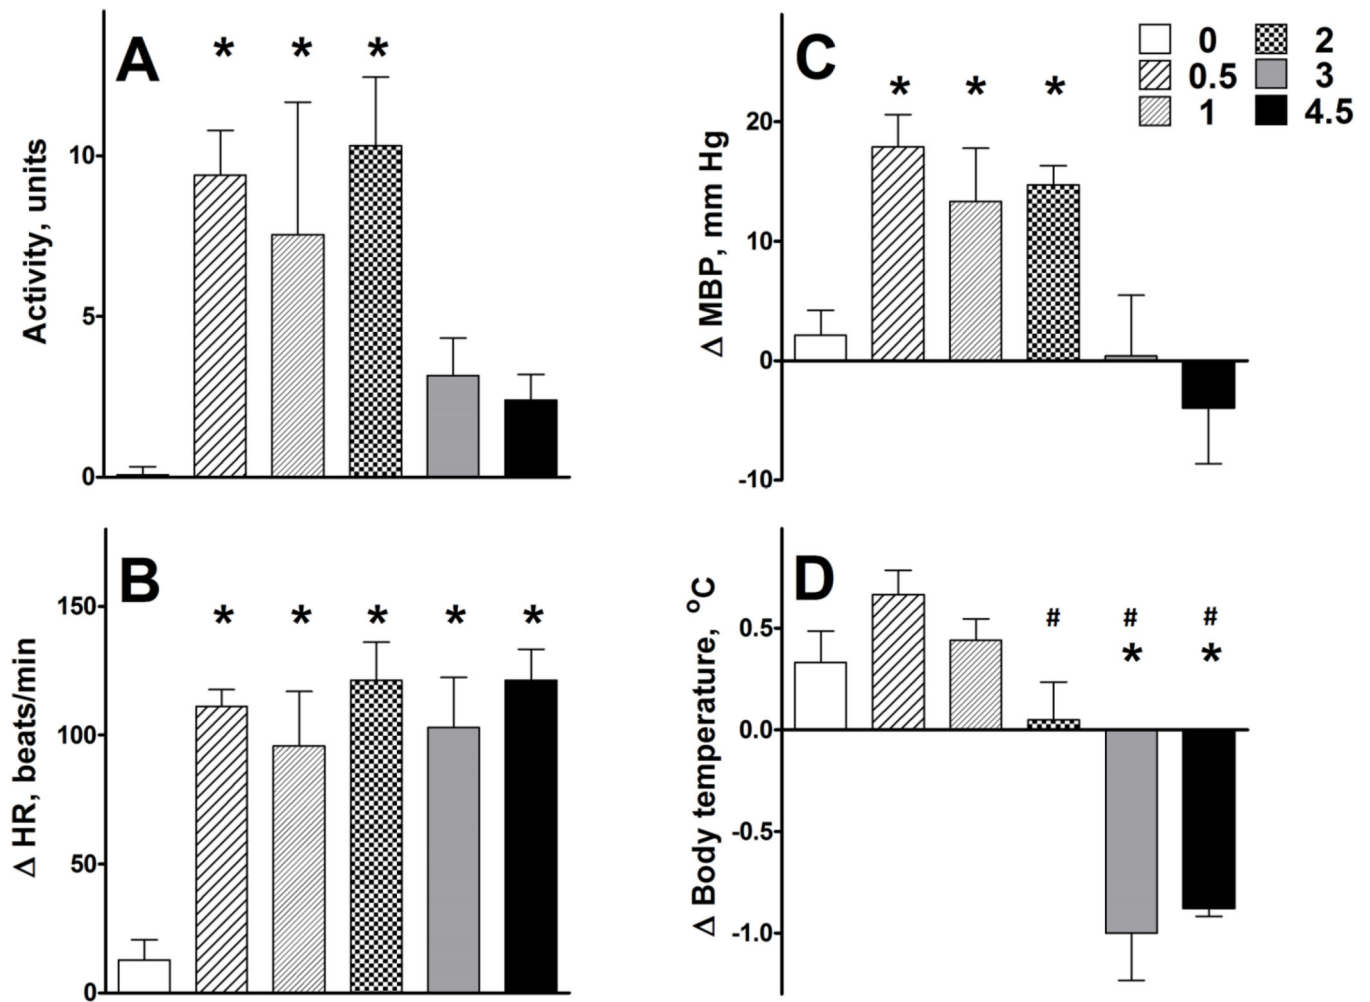 A
* * *
Activity, units
10
5
0
B
* * * * *
Δ HR, beats/min
150
100
50
0
C
* * *
Δ MBP, mm Hg
20
10
0
-10
0 2
0.5 3
1 4.5
D
# # #
* *
Δ Body temperature, °C
0.5
0.0
-0.5
-1.0